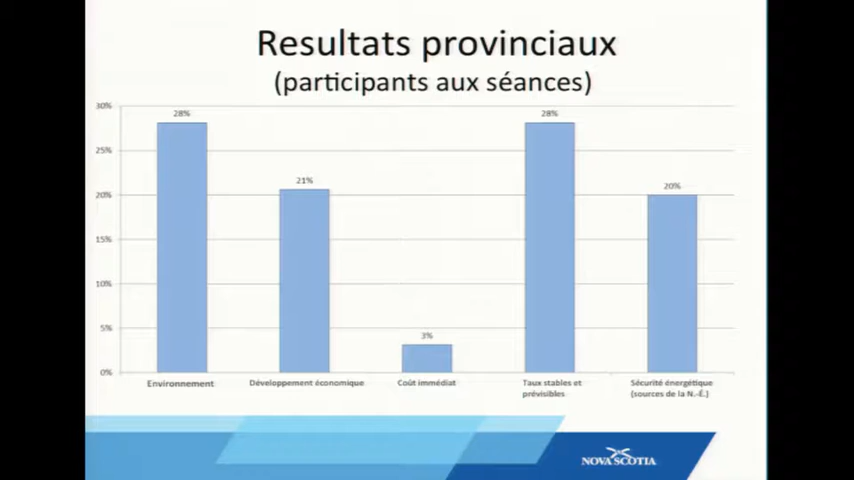 Resultats provinciaux
(participants aux séances)
30%
25%
20%
15%
10%
5%
0%
28%
21%
3%
28%
20%
Environnement
Développement économique
Coût immédiat
Taux stables et
prévisibles
Sécurité énergétique
(sources de la N.-É.)
NOVA SCOTIA